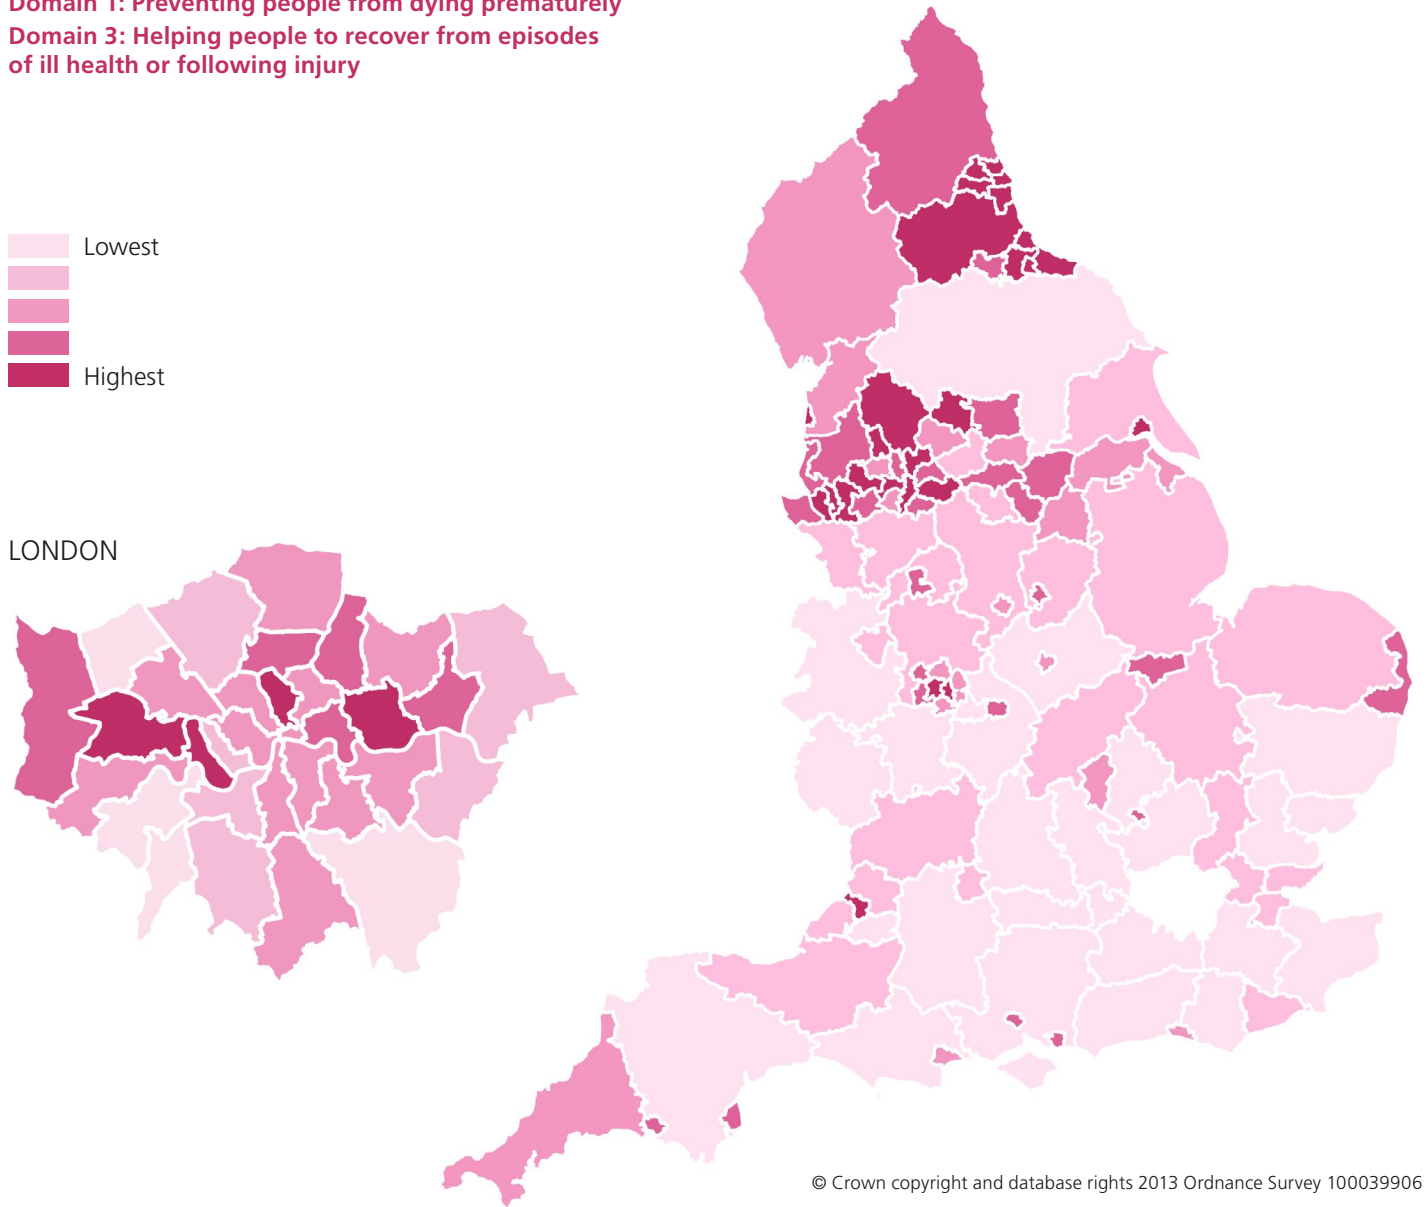 Domain 1: Preventing people from dying prematurely
Domain 3: Helping people to recover from episodes
of ill health or following injury
Lowest
Highest
LONDON
© Crown copyright and database rights 2013 Ordnance Survey 100039906